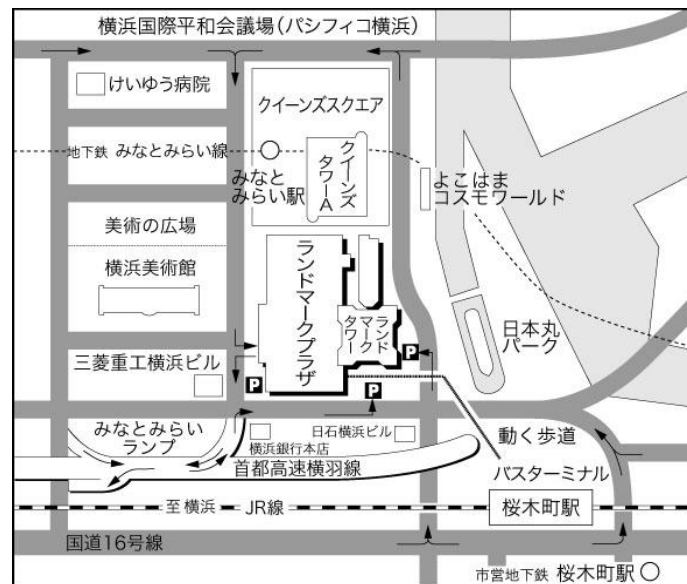 横浜国際平和会議場(パシフィコ横浜)
けいゆう病院
クイーンズスクエア
地下鉄 みなとみらい線
クイーンズ
タワーA
みなと
みらい駅
よこはま
コスモワールド
美術の広場
横浜美術館
ランドマークプラザ
ランド
マーク
タワー
日本丸
パーク
三菱重工横浜ビル
P
P
P
みなとみらい
ランプ
横浜銀行本店
日石横浜ビル
動く歩道
首都高速横羽線
バスターミナル
至横浜 JR線
桜木町駅
国道16号線
市営地下鉄 桜木町駅